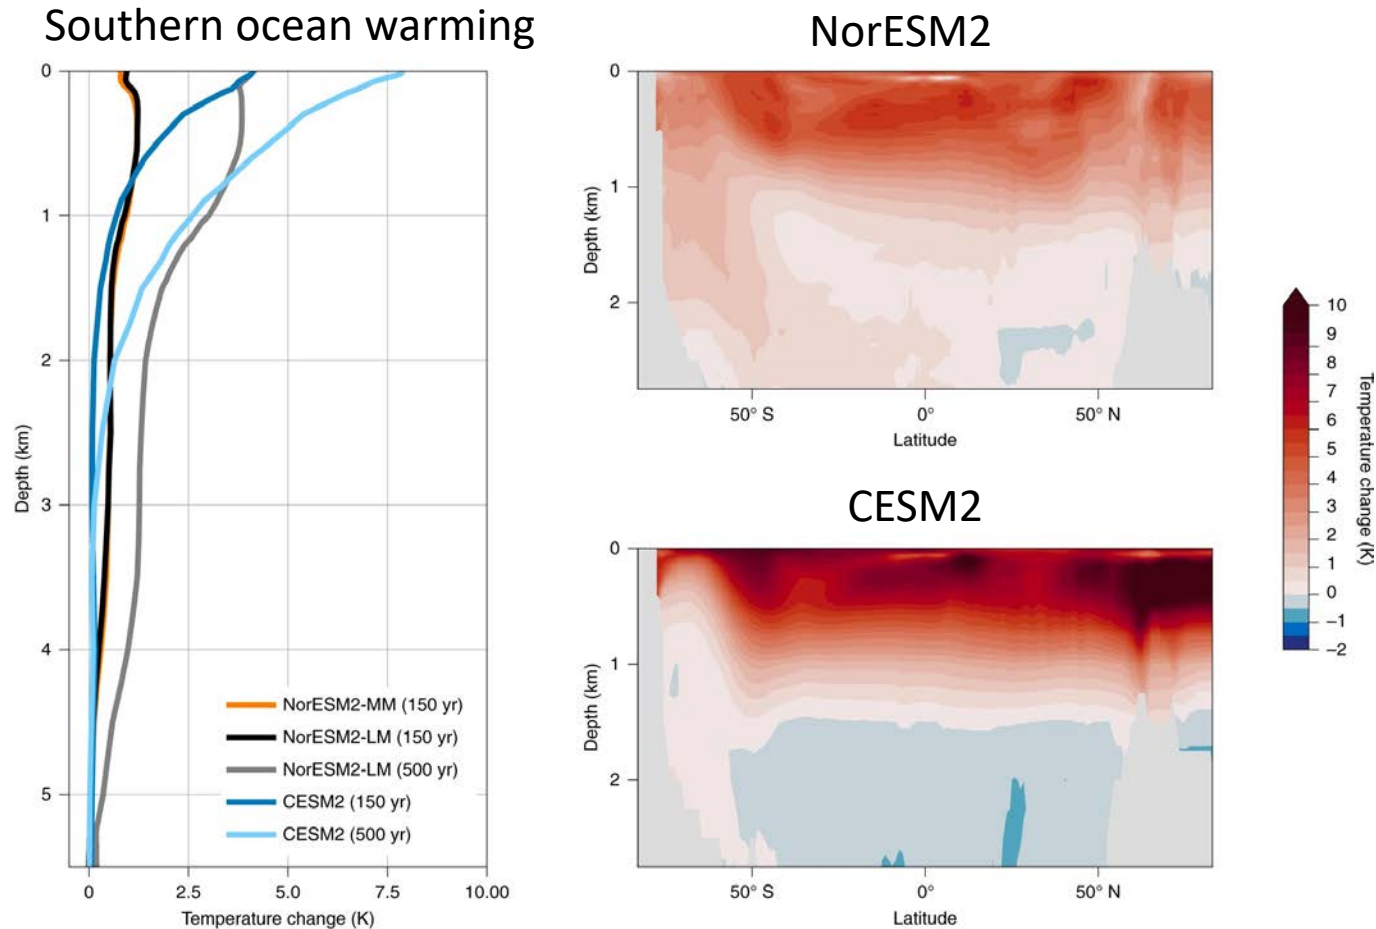 Southern ocean warming
0
1
2
3
4
5
Depth (km)
0
2.5
5.0
7.5
10.00
Temperature change (K)
NorESM2-MM (150 yr)
NorESM2-LM (150 yr)
NorESM2-LM (500 yr)
CESM2 (150 yr)
CESM2 (500 yr)
NorESM2
0
1
2
Depth (km)
50° S
0°
50° N
Latitude
CESM2
0
1
2
Depth (km)
50° S
0°
50° N
Latitude
10
9
8
7
6
5
4
3
2
1
0
−1
−2
Temperature change (K)